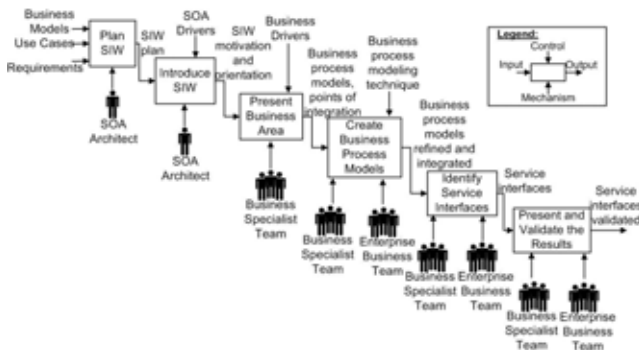 Business
Models
Use Cases
Requirements
Plan
SIW
SIW
plan
SOA
Architect
SOA
Drivers
Introduce
SIW
SOA
Architect
SIW
motivation
and
orientation
Business
Drivers
Present
Business
Area
Business
Specialist
Team
Business
process
models,
points of
integration
Business
process
modeling
technique
Create
Business
Process
Models
Business
Specialist
Team
Enterprise
Business
Team
Business
process
models
refined and
integrated
Identify
Service
Interfaces
Business
Specialist
Team
Enterprise
Business
Team
Service
interfaces
Present and
Validate the
Results
Business
Specialist
Team
Enterprise
Business
Team
Service
interfaces
validated
Legend:
Control
Input
Output
Mechanism